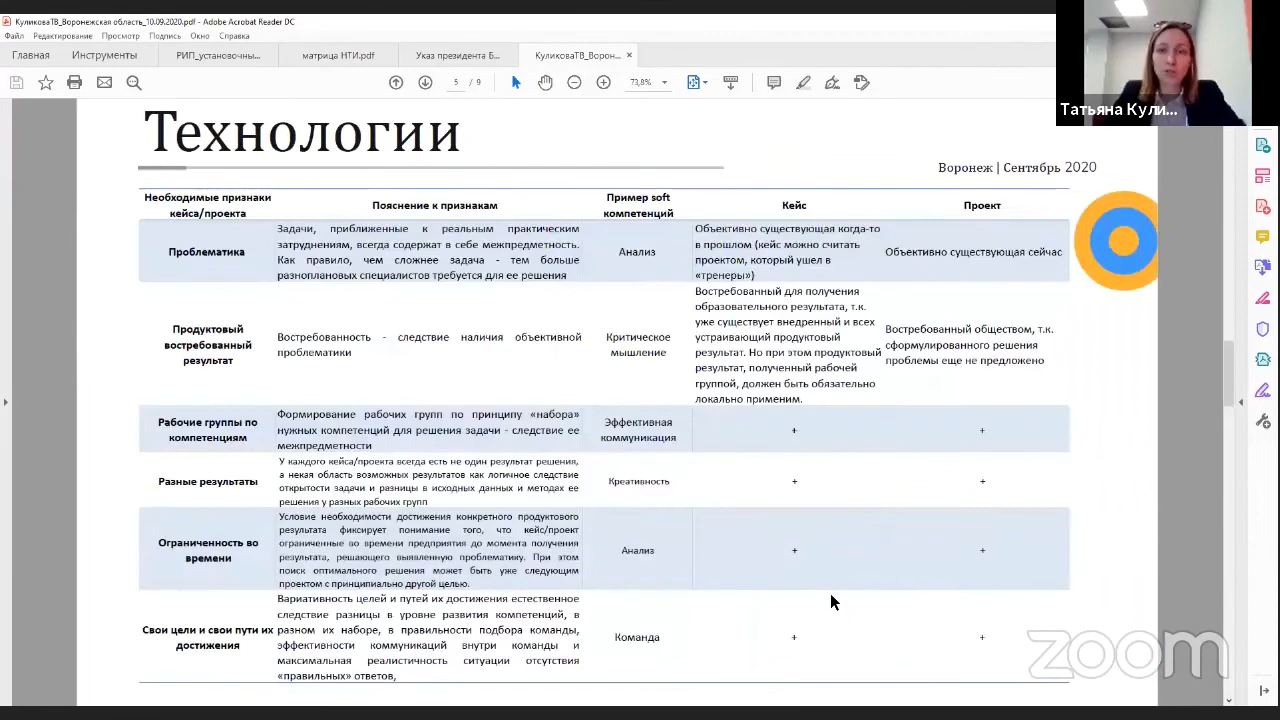 КуликоваТВ_Воронежская область_10.09.2020.pdf - Adobe Acrobat Reader DC
Файл Редактирование Просмотр Подпись Окно Справка
Главная Инструменты РИП_установочны... матрица НТИ.pdf Указ президента Б... КуликоваТВ_Ворон... ×
5 / 9 73,8%
Татьяна Кули...
Технологии
Воронеж | Сентябрь 2020
Необходимые признаки
кейса/проекта
Пояснение к признакам
Пример soft
компетенций
Кейс
Проект
Проблематика
Задачи, приближенные к реальным практическим
затруднениям, всегда содержат в себе межпредметность.
Как правило, чем сложнее задача - тем больше
разноплановых специалистов требуется для ее решения
Анализ
Объективно существующая когда-то
в прошлом (кейс можно считать
проектом, который ушел в
«тренеры»)
Объективно существующая сейчас
Продуктовый
востребованный
результат
Востребованность - следствие наличия объективной
проблематики
Критическое
мышление
Востребованный для получения
образовательного результата, т.к.
уже существует внедренный и всех
устраивающий продуктовый
результат. Но при этом продуктовый
результат, полученный рабочей
группой, должен быть обязательно
локально применим.
Востребованный обществом, т.к.
сформулированного решения
проблемы еще не предложено
Рабочие группы по
компетенциям
Формирование рабочих групп по принципу «набора»
нужных компетенций для решения задачи - следствие ее
межпредметности
Эффективная
коммуникация
+
+
Разные результаты
У каждого кейса/проекта всегда есть не один результат решения,
а некая область возможных результатов как логичное следствие
открытости задачи и разницы в исходных данных и методах ее
решения у разных рабочих групп
Креативность
+
+
Ограниченность во
времени
Условие необходимости достижения конкретного продуктового
результата фиксирует понимание того, что кейс/проект
ограниченные во времени предприятия до момента получения
результата, решающего выявленную проблематику. При этом
поиск оптимального решения может быть уже следующим
проектом с принципиально другой целью.
Анализ
+
+
Свои цели и свои пути их
достижения
Вариативность целей и путей их достижения естественное
следствие разницы в уровне развития компетенций, в
разном их наборе, в правильности подбора команды,
эффективности коммуникаций внутри команды и
максимальная реалистичность ситуации отсутствия
«правильных» ответов,
Команда
+
+
zoom